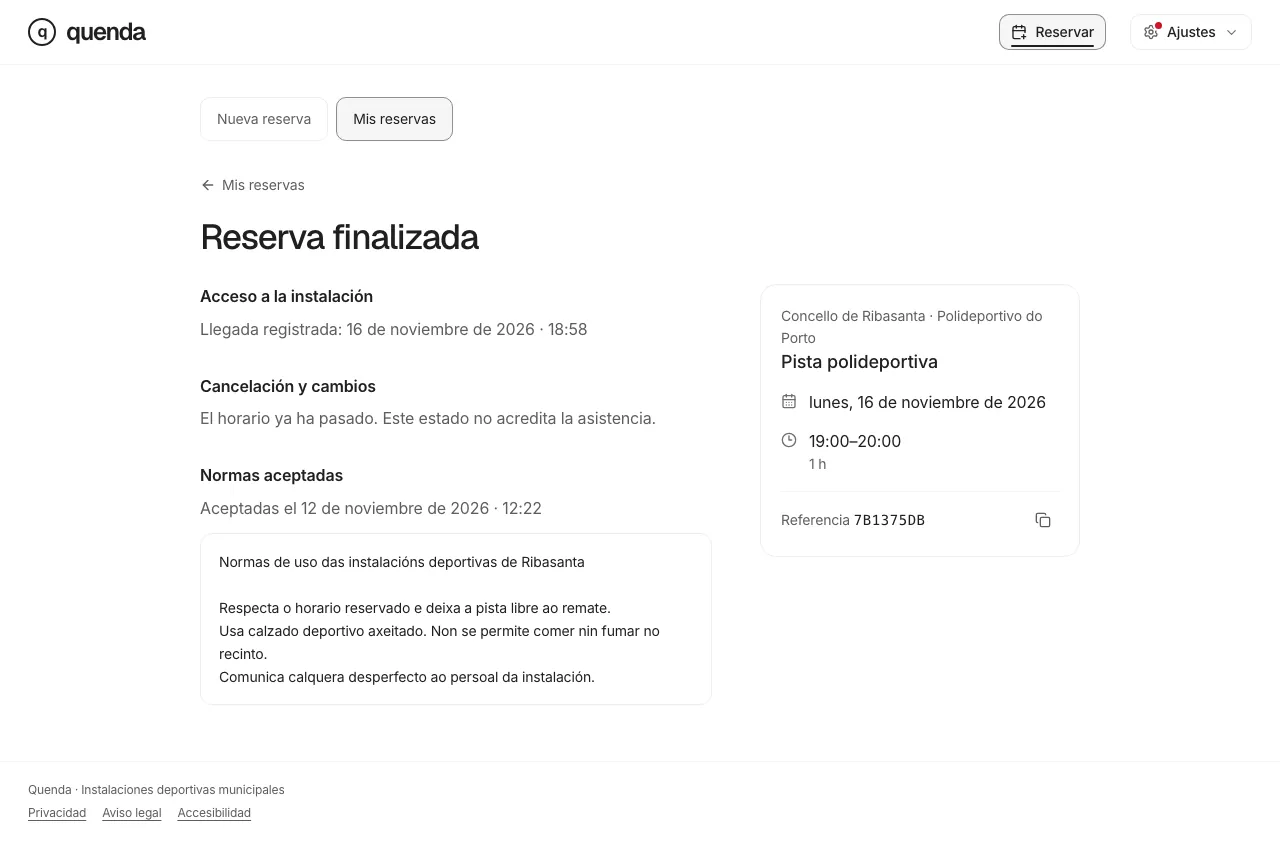 q quenda
Reservar
Ajustes
Nueva reserva
Mis reservas
Mis reservas
Reserva finalizada
Acceso a la instalación
Llegada registrada: 16 de noviembre de 2026 · 18:58
Cancelación y cambios
El horario ya ha pasado. Este estado no acredita la asistencia.
Normas aceptadas
Aceptadas el 12 de noviembre de 2026 · 12:22
Normas de uso das instalacións deportivas de Ribasanta
Respecta o horario reservado e deixa a pista libre ao remate.
Usa calzado deportivo axeitado. Non se permite comer nin fumar no
recinto.
Comunica calquera desperfecto ao persoal da instalación.
Concello de Ribasanta · Polideportivo do
Porto
Pista polideportiva
lunes, 16 de noviembre de 2026
19:00–20:00
1 h
Referencia 7B1375DB
Quenda · Instalaciones deportivas municipales
Privacidad Aviso legal Accesibilidad